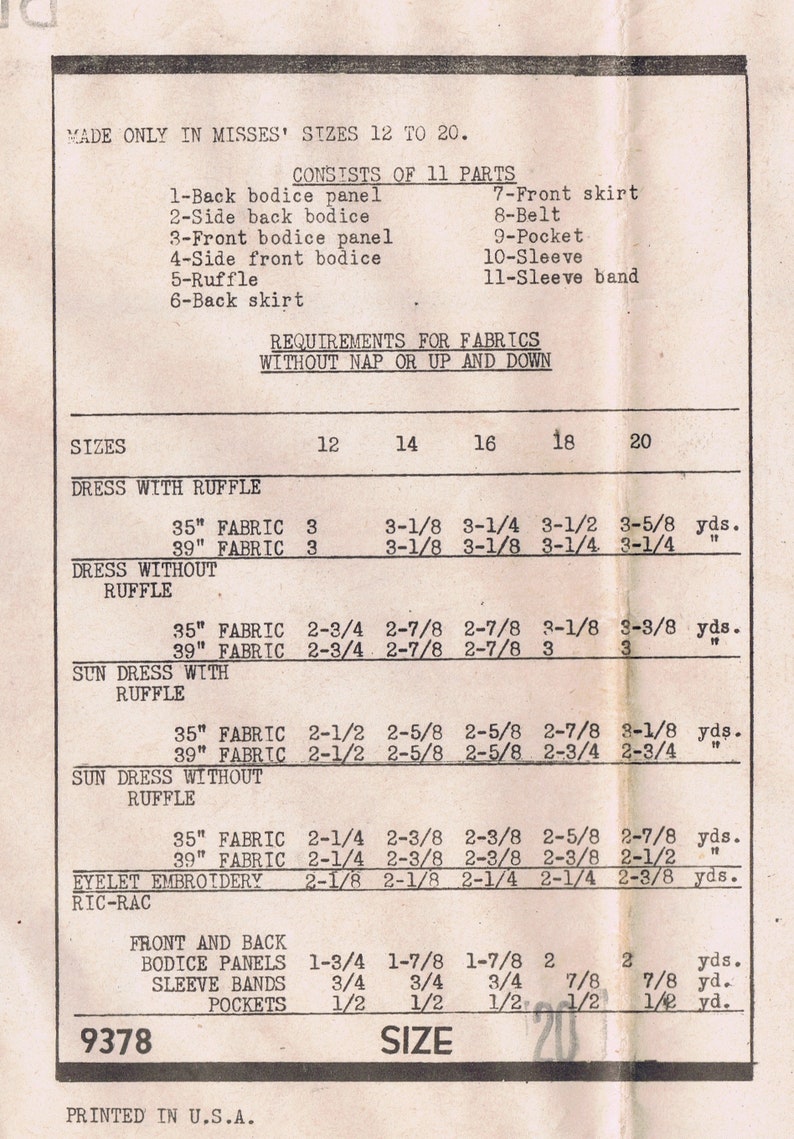 MADE ONLY IN MISSES' SIZES 12 TO 20.
CONSISTS OF 11 PARTS
1-Back bodice panel 7-Front skirt
2-Side back bodice 8-Belt
3-Front bodice panel 9-Pocket
4-Side front bodice 10-Sleeve
5-Ruffle 11-Sleeve band
6-Back skirt
REQUIREMENTS FOR FABRICS
WITHOUT NAP OR UP AND DOWN
SIZES 12 14 16 18 20
DRESS WITH RUFFLE
35" FABRIC 3 3-1/8 3-1/4 3-1/2 3-5/8 yds.
39" FABRIC 3 3-1/8 3-1/8 3-1/4 3-1/4 "
DRESS WITHOUT
RUFFLE
35" FABRIC 2-3/4 2-7/8 2-7/8 3-1/8 3-3/8 yds.
39" FABRIC 2-3/4 2-7/8 2-7/8 3 3 "
SUN DRESS WITH
RUFFLE
35" FABRIC 2-1/2 2-5/8 2-5/8 2-7/8 3-1/8 yds.
39" FABRIC 2-1/2 2-5/8 2-5/8 2-3/4 2-3/4 "
SUN DRESS WITHOUT
RUFFLE
35" FABRIC 2-1/4 2-3/8 2-3/8 2-5/8 2-7/8 yds.
39" FABRIC 2-1/4 2-3/8 2-3/8 2-3/8 2-1/2 "
EYELET EMBROIDERY 2-1/8 2-1/8 2-1/4 2-1/4 2-3/8 yds.
RIC-RAC
FRONT AND BACK
BODICE PANELS 1-3/4 1-7/8 1-7/8 2 2 yds.
SLEEVE BANDS 3/4 3/4 3/4 7/8 7/8 yd.
POCKETS 1/2 1/2 1/2 1/2 1/2 yd.
9378 SIZE 20
PRINTED IN U.S.A.